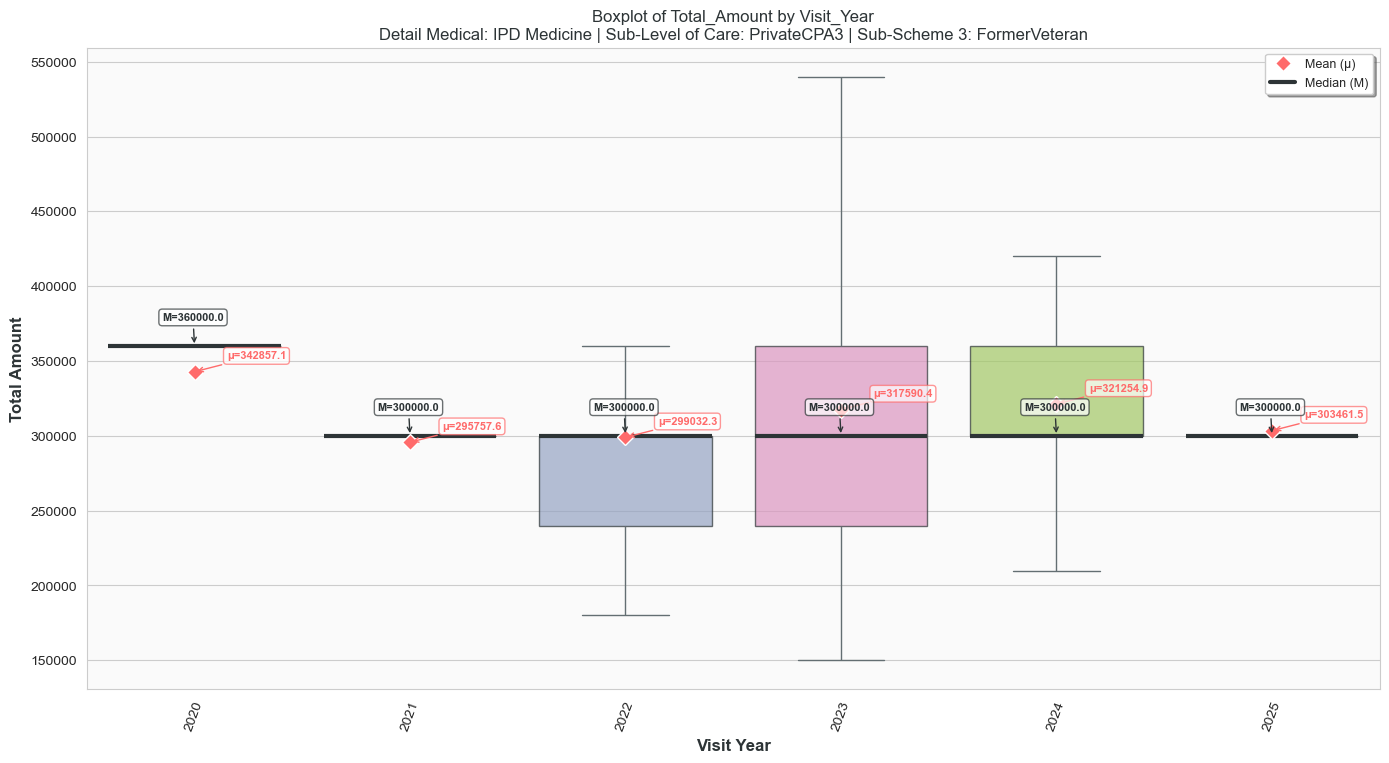 Boxplot of Total_Amount by Visit_Year
Detail Medical: IPD Medicine | Sub-Level of Care: PrivateCPA3 | Sub-Scheme 3: FormerVeteran
Mean (μ)
Median (M)
Total Amount
550000
500000
450000
400000
350000
300000
250000
200000
150000
M=360000.0
μ=342857.1
M=300000.0
μ=295757.6
M=300000.0
μ=299032.3
M=300000.0
μ=317590.4
M=300000.0
μ=321254.9
M=300000.0
μ=303461.5
2020
2021
2022
2023
2024
2025
Visit Year